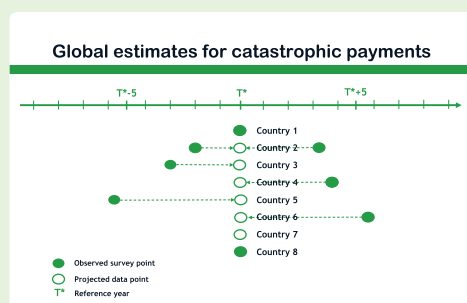 Global estimates for catastrophic payments
T*-5 T* T*+5
Country 1
Country 2
Country 3
Country 4
Country 5
Country 6
Country 7
Country 8
Observed survey point
Projected data point
T* Reference year